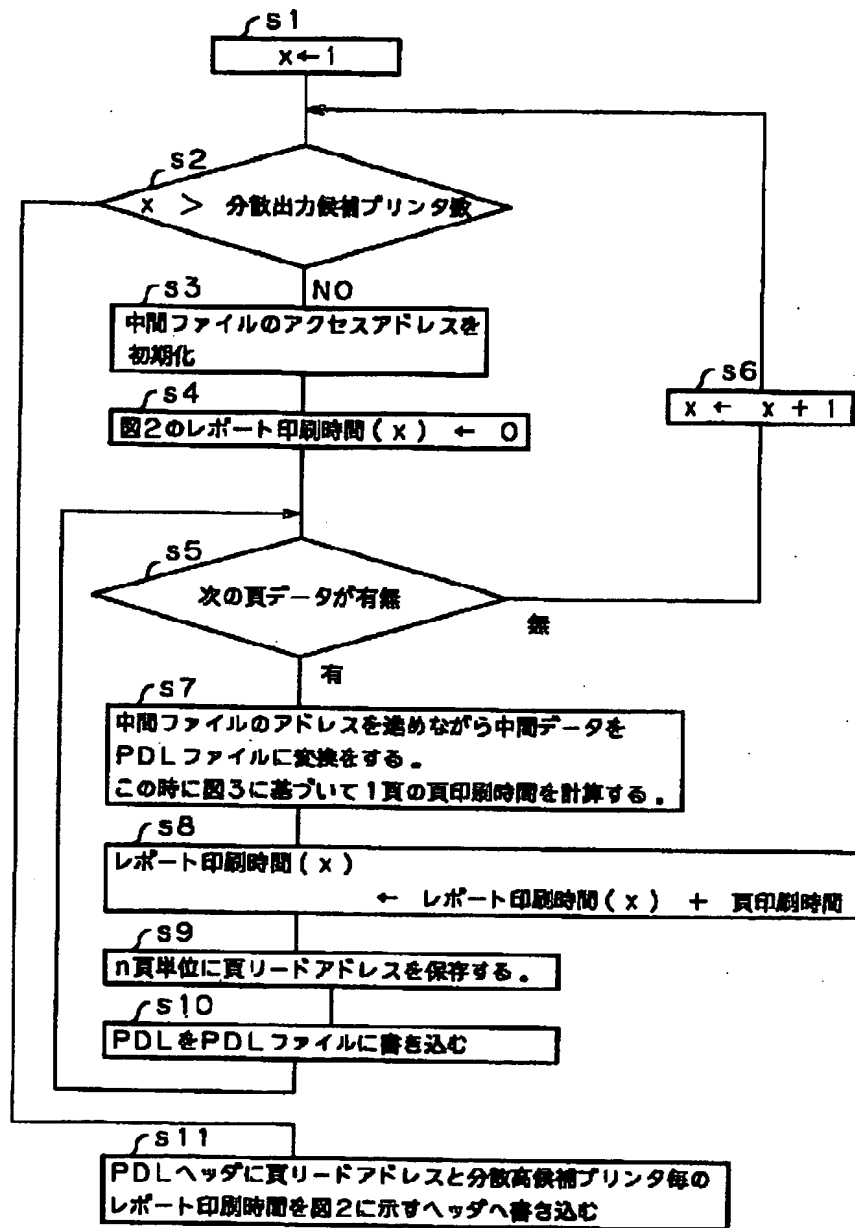 s1
x←1
s2
x > 分散出力候補プリンタ数
NO
s3
中間ファイルのアクセスアドレスを
初期化
s4
図2のレポート印刷時間(x) ← 0
s6
x ← x + 1
s5
次の頁データが有無
無
有
s7
中間ファイルのアドレスを進めながら中間データを
PDLファイルに変換をする。
この時に図3に基づいて1頁の頁印刷時間を計算する。
s8
レポート印刷時間(x)
← レポート印刷時間(x) + 頁印刷時間
s9
n頁単位に頁リードアドレスを保存する。
s10
PDLをPDLファイルに書き込む
s11
PDLヘッダに頁リードアドレスと分散高候補プリンタ毎の
レポート印刷時間を図2に示すヘッダへ書き込む